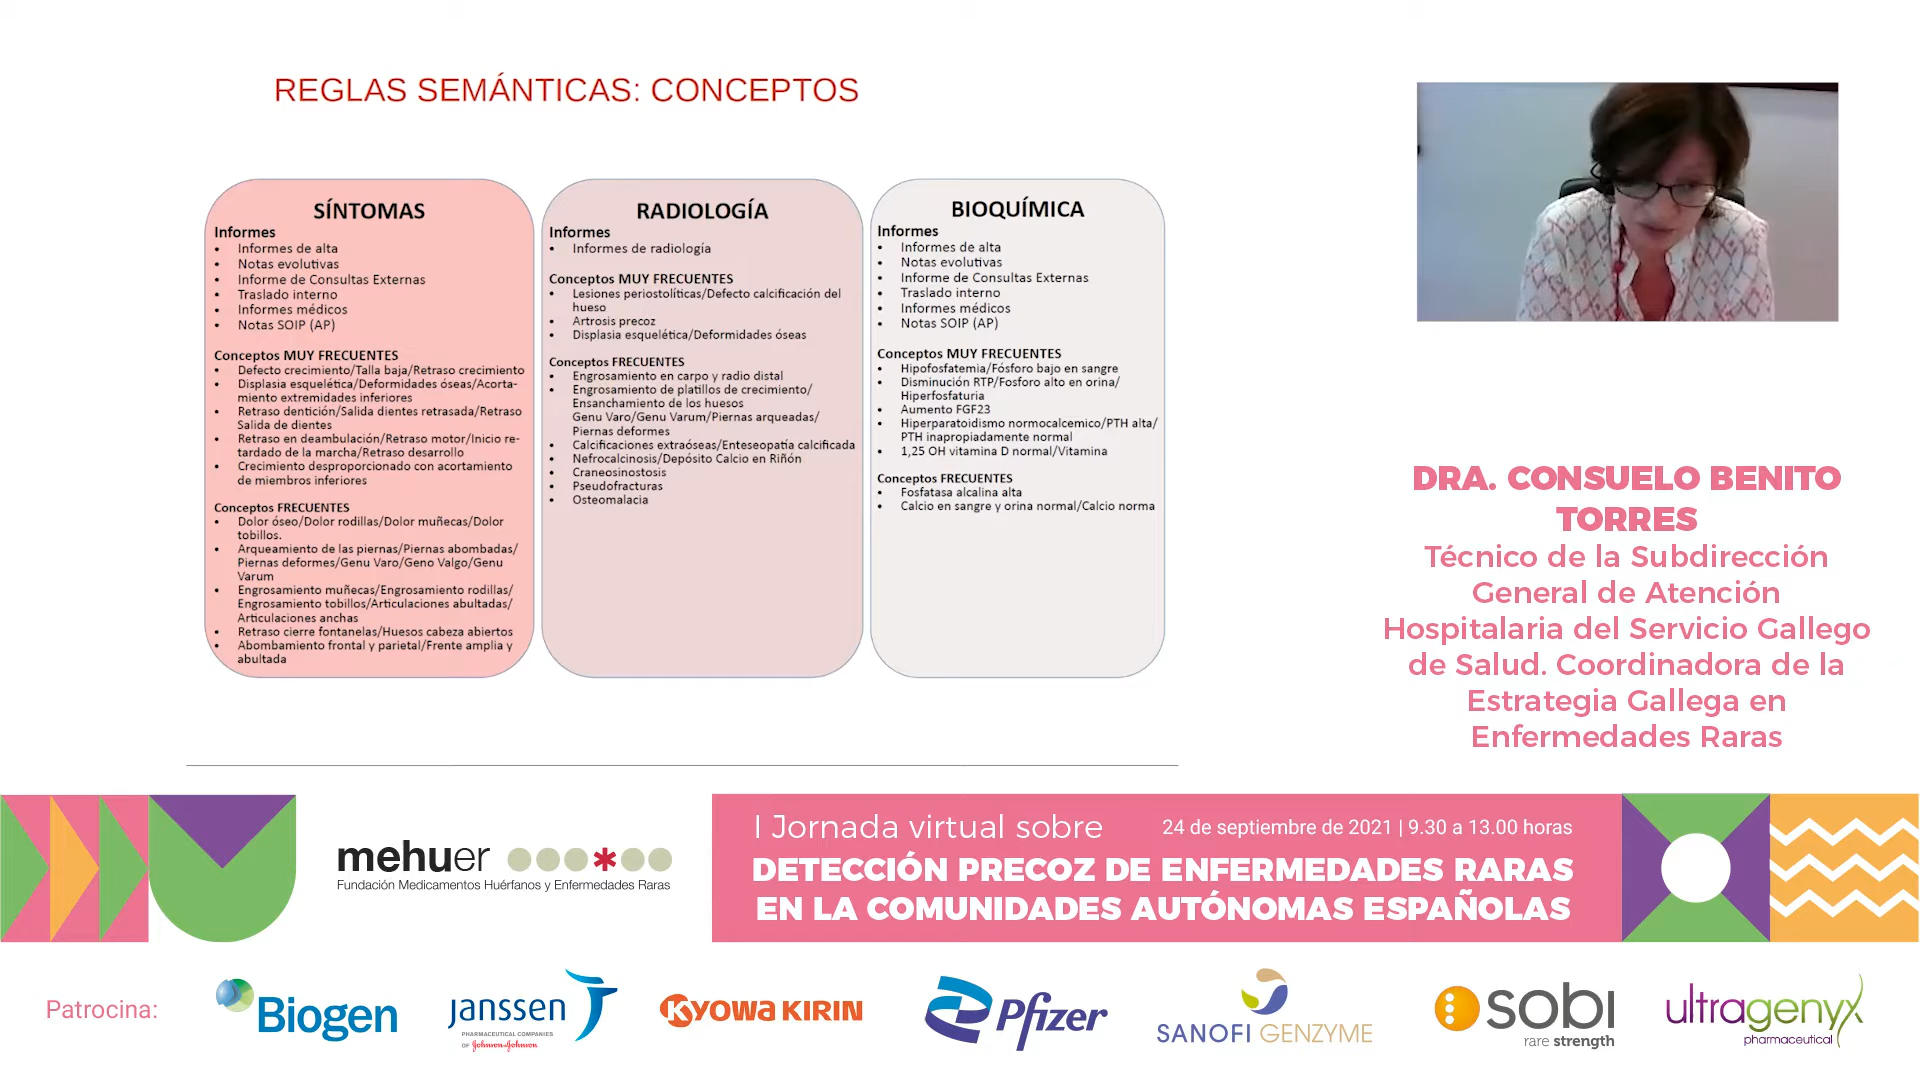 REGLAS SEMÁNTICAS: CONCEPTOS
SÍNTOMAS
Informes
• Informes de alta
• Notas evolutivas
• Informe de Consultas Externas
• Traslado interno
• Informes médicos
• Notas SOIP (AP)
Conceptos MUY FRECUENTES
• Defecto crecimiento/Talla baja/Retraso crecimiento
• Displasia esquelética/Deformidades óseas/Acorta-
miento extremidades inferiores
• Retraso dentición/Salida dientes retrasada/Retraso
Salida de dientes
• Retraso en deambulación/Retraso motor/Inicio re-
tardado de la marcha/Retraso desarrollo
• Crecimiento desproporcionado con acortamiento
de miembros inferiores
Conceptos FRECUENTES
• Dolor óseo/Dolor rodillas/Dolor muñecas/Dolor
tobillos.
• Arqueamiento de las piernas/Piernas abombadas/
Piernas deformes/Genu Varo/Geno Valgo/Genu
Varum
• Engrosamiento muñecas/Engrosamiento rodillas/
Engrosamiento tobillos/Articulaciones abultadas/
Articulaciones anchas
• Retraso cierre fontanelas/Huesos cabeza abiertos
• Abombamiento frontal y parietal/Frente amplia y
abultada
RADIOLOGÍA
Informes
• Informes de radiología
Conceptos MUY FRECUENTES
• Lesiones periostolíticas/Defecto calcificación del
hueso
• Artrosis precoz
• Displasia esquelética/Deformidades óseas
Conceptos FRECUENTES
• Engrosamiento en carpo y radio distal
• Engrosamiento de platillos de crecimiento/
Ensanchamiento de los huesos
Genu Varo/Genu Varum/Piernas arqueadas/
Piernas deformes
• Calcificaciones extraóseas/Enteseopatía calcificada
• Nefrocalcinosis/Depósito Calcio en Riñón
• Craneosinostosis
• Pseudofracturas
• Osteomalacia
BIOQUÍMICA
Informes
• Informes de alta
• Notas evolutivas
• Informe de Consultas Externas
• Traslado interno
• Informes médicos
• Notas SOIP (AP)
Conceptos MUY FRECUENTES
• Hipofosfatemia/Fósforo bajo en sangre
• Disminución RTP/Fosforo alto en orina/
Hiperfosfaturia
• Aumento FGF23
• Hiperparatoidismo normocalcemico/PTH alta/
PTH inapropiadamente normal
• 1,25 OH vitamina D normal/Vitamina
Conceptos FRECUENTES
• Fosfatasa alcalina alta
• Calcio en sangre y orina normal/Calcio norma
DRA. CONSUELO BENITO
TORRES
Técnico de la Subdirección
General de Atención
Hospitalaria del Servicio Gallego
de Salud. Coordinadora de la
Estrategia Gallega en
Enfermedades Raras
mehuer
Fundación Medicamentos Huérfanos y Enfermedades Raras
I Jornada virtual sobre
24 de septiembre de 2021 | 9.30 a 13.00 horas
DETECCIÓN PRECOZ DE ENFERMEDADES RARAS
EN LA COMUNIDADES AUTÓNOMAS ESPAÑOLAS
Patrocina:
Biogen
janssen
PHARMACEUTICAL COMPANIES
OF Johnson & Johnson
KYOWA KIRIN
Pfizer
SANOFI GENZYME
sobi
rare strength
ultragenyx
pharmaceutical